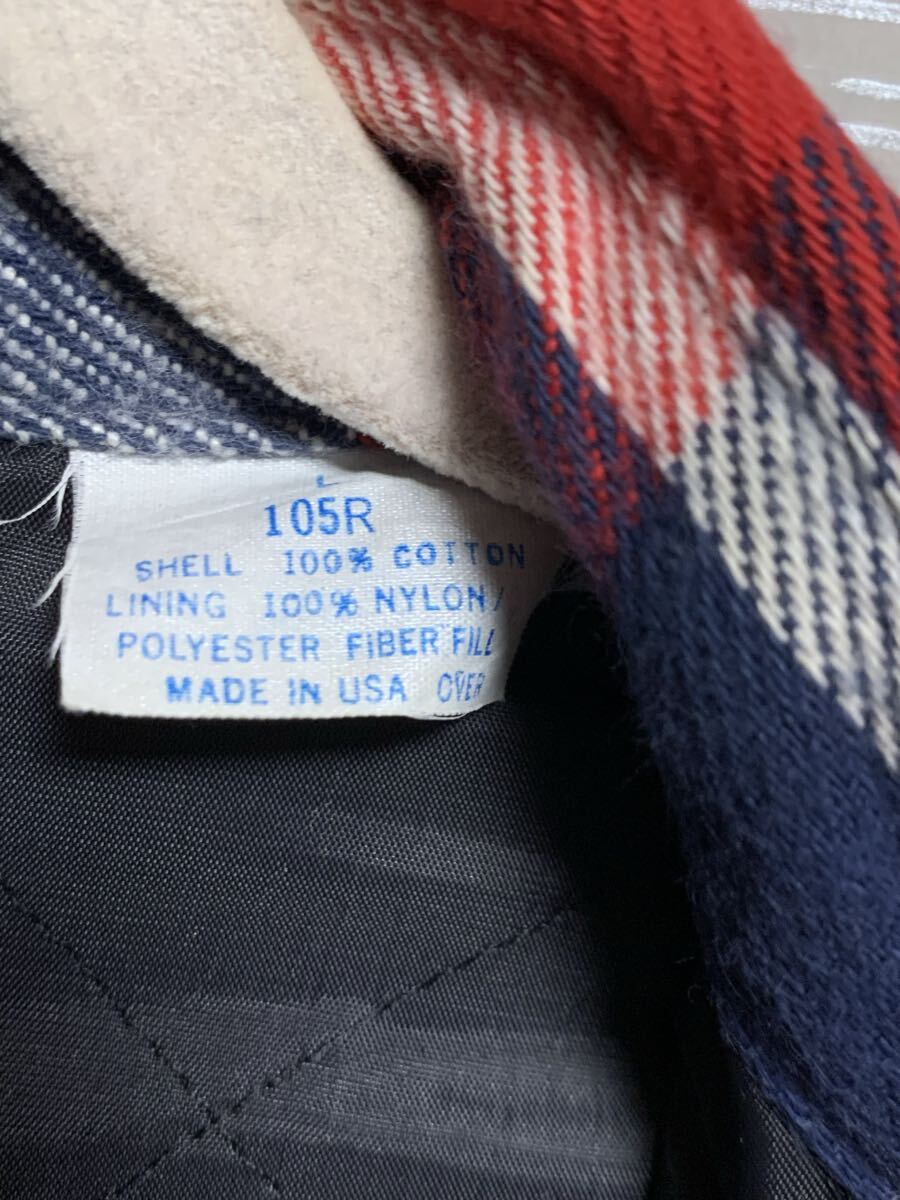 L
105R
SHELL 100% COTTON
LINING 100% NYLON/
POLYESTER FIBER FILL
MADE IN USA OVER